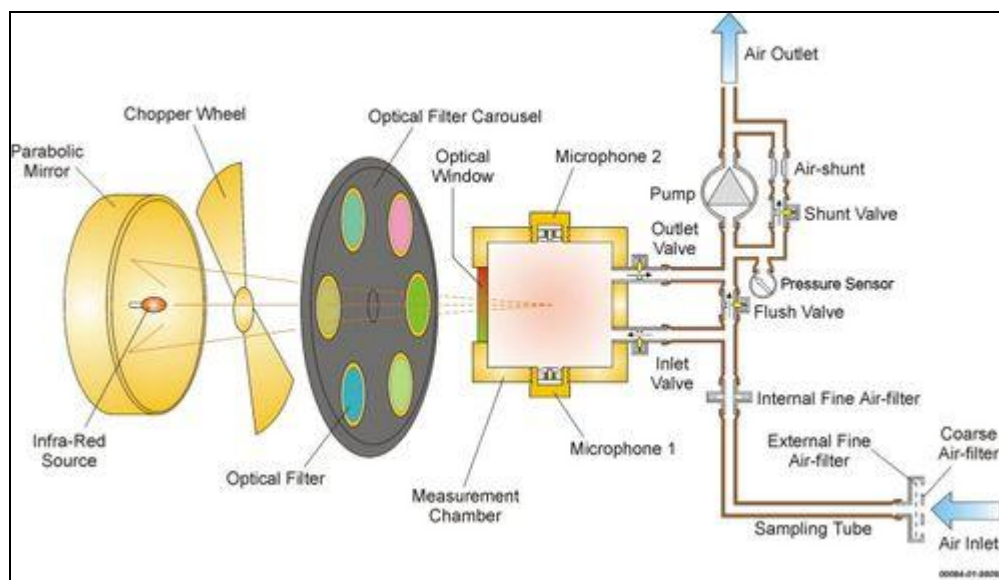 Air Outlet
Chopper Wheel
Optical Filter Carousel
Parabolic
Mirror
Optical
Window
Microphone 2
Air-shunt
Pump
Shunt Valve
Outlet
Valve
Pressure Sensor
Flush Valve
Inlet
Valve
Internal Fine Air-filter
Infra-Red
Source
Optical Filter
Microphone 1
Measurement
Chamber
External Fine
Air-filter
Coarse
Air-filter
Sampling Tube
Air Inlet